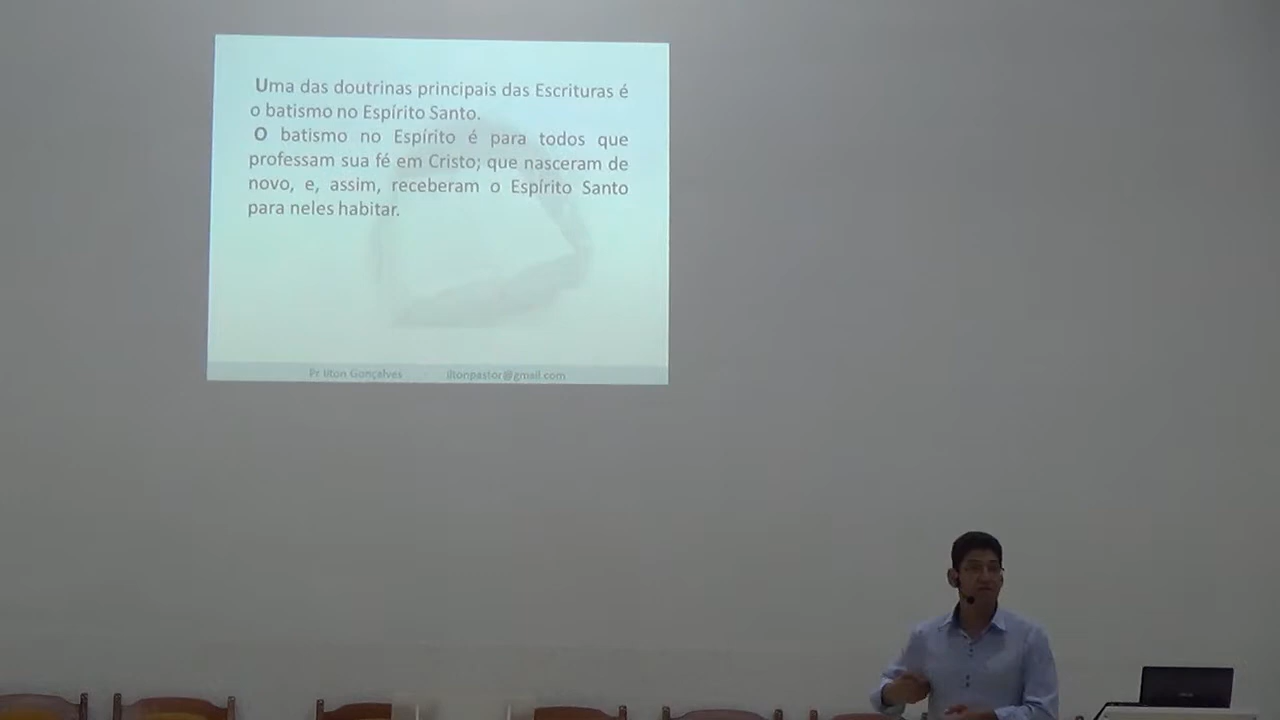 Uma das doutrinas principais das Escrituras é
o batismo no Espírito Santo.
O batismo no Espírito é para todos que
professam sua fé em Cristo; que nasceram de
novo, e, assim, receberam o Espírito Santo
para neles habitar.
Pr Ilton Gonçalves iltonpastor@gmail.com